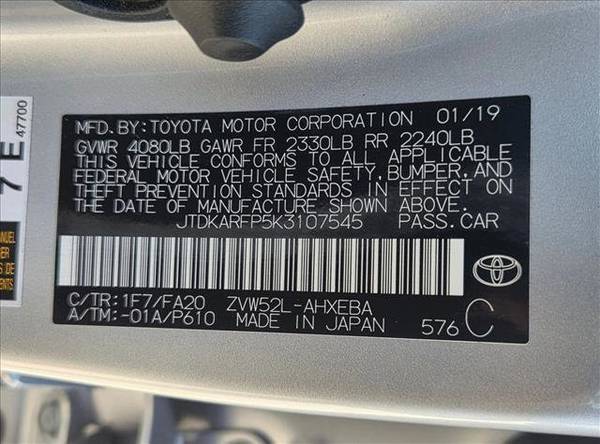 MFD.BY:TOYOTA MOTOR CORPORATION 01/19
GVWR 4080LB GAWR FR 2330LB RR 2240LB
THIS VEHICLE CONFORMS TO ALL APPLICABLE
FEDERAL MOTOR VEHICLE SAFETY,BUMPER,AND
THEFT PREVENTION STANDARDS IN EFFECT ON
THE DATE OF MANUFACTURE SHOWN ABOVE.
JTDKARFP5K3107545 PASS.CAR
C/TR:1F7/FA20 ZVW52L-AHXEBA
A/TM:-01A/P610 MADE IN JAPAN 576 C
47700
7 E